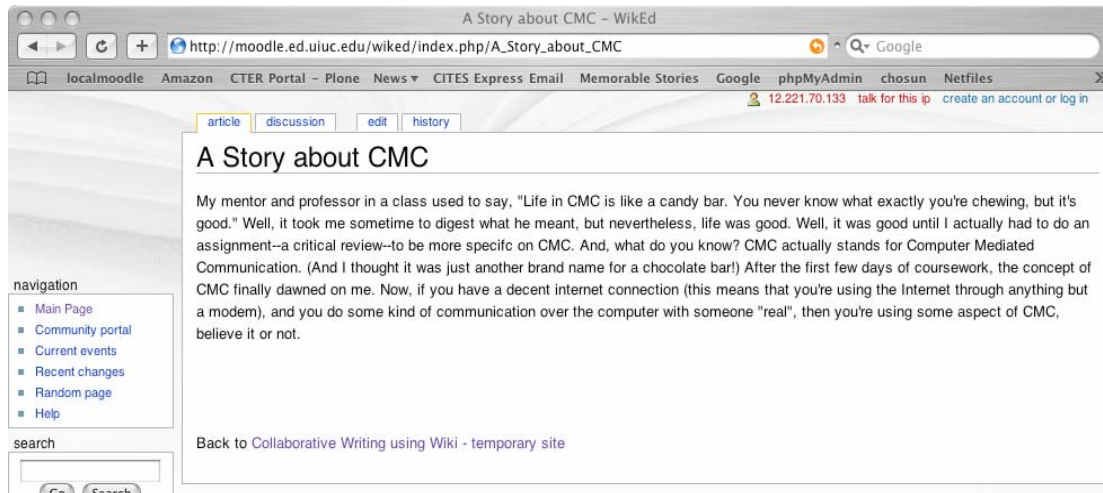 A Story about CMC – WikEd
http://moodle.ed.uiuc.edu/wiked/index.php/A_Story_about_CMC
Google
localmoodle Amazon CTER Portal – Plone News CITES Express Email Memorable Stories Google phpMyAdmin chosun Netfiles
12.221.70.133 talk for this ip create an account or log in
article discussion edit history
A Story about CMC
My mentor and professor in a class used to say, "Life in CMC is like a candy bar. You never know what exactly you're chewing, but it's
good." Well, it took me sometime to digest what he meant, but nevertheless, life was good. Well, it was good until I actually had to do an
assignment--a critical review--to be more specifc on CMC. And, what do you know? CMC actually stands for Computer Mediated
Communication. (And I thought it was just another brand name for a chocolate bar!) After the first few days of coursework, the concept of
CMC finally dawned on me. Now, if you have a decent internet connection (this means that you're using the Internet through anything but
a modem), and you do some kind of communication over the computer with someone "real", then you're using some aspect of CMC,
believe it or not.
Back to Collaborative Writing using Wiki - temporary site
navigation
Main Page
Community portal
Current events
Recent changes
Random page
Help
search
Go Search